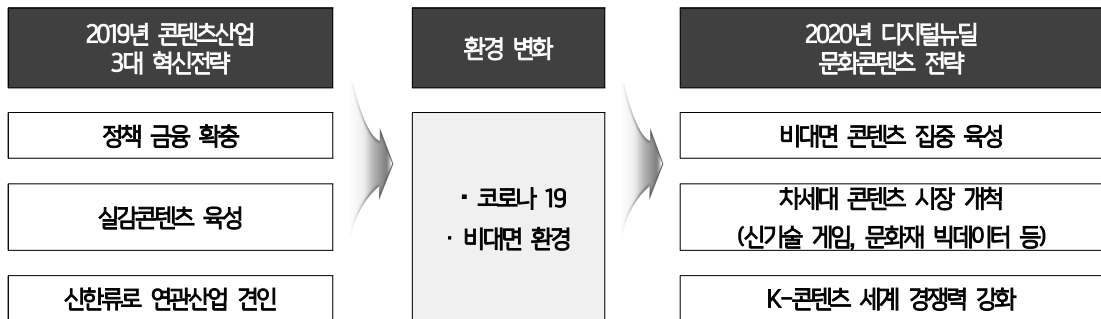 2019년 콘텐츠산업
3대 혁신전략
정책 금융 확충
실감콘텐츠 육성
신한류로 연관산업 견인
환경 변화
· 코로나 19
· 비대면 환경
2020년 디지털뉴딜
문화콘텐츠 전략
비대면 콘텐츠 집중 육성
차세대 콘텐츠 시장 개척
(신기술 게임, 문화재 빅데이터 등)
K-콘텐츠 세계 경쟁력 강화